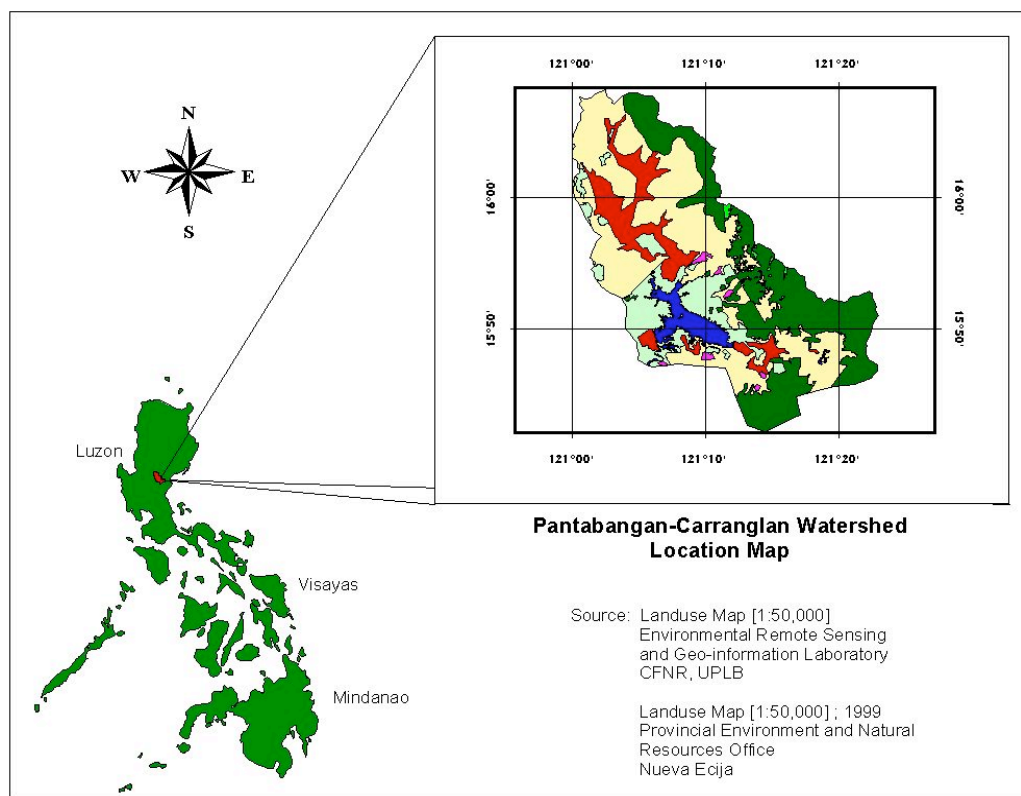 121°00' 121°10' 121°20'
N
W E
S
16°00' 16°00'
15°50' 15°50'
121°00' 121°10' 121°20'
Luzon
Pantabangan-Carranglan Watershed
Location Map
Visayas
Source: Landuse Map [1:50,000]
Environmental Remote Sensing
and Geo-information Laboratory
CFNR, UPLB
Mindanao
Landuse Map [1:50,000] ; 1999
Provincial Environment and Natural
Resources Office
Nueva Ecija